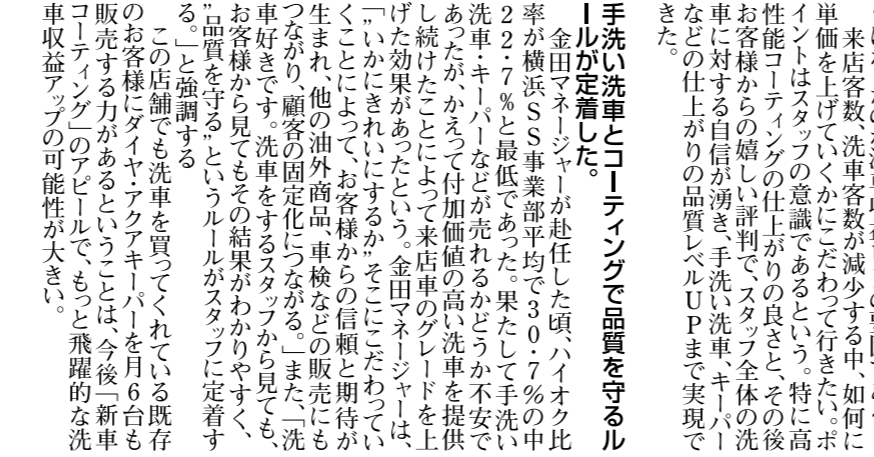 来店客数、洗車客数が減少する中、如何に
単価を上げていくかにこだわって行きたい。ポ
イントはスタッフの意識であるという。特に高
性能コーティングの仕上がりの良さと、その後
お客様からの嬉しい評判で、スタッフ全体の洗
車に対する自信が湧き、手洗い洗車、キーパー
などの仕上がりの品質レベルUPまで実現で
きた。
手洗い洗車とコーティングで品質を守るル
ールが定着した。
金田マネージャーが赴任した頃、ハイオク比
率が横浜SS事業部平均で30・7%の中
22・7%と最低であった。果たして手洗い
洗車・キーパーなどが売れるかどうか不安で
あったが、かえって付加価値の高い洗車を提供
し続けたことによって来店車のグレードを上
げた効果があったという。金田マネージャーは、
「”いかにきれいにするか”そこにこだわってい
くことによって、お客様からの信頼と期待が
生まれ、他の油外商品、車検などの販売にも
つながり、顧客の固定化につながる。」また、「洗
車好きです。洗車をするスタッフから見ても、
お客様から見てもその結果がわかりやすく、
”品質を守る”というルールがスタッフに定着す
る。」と強調する
この店舗でも洗車を買ってくれている既存
のお客様にダイヤ・アクアキーパーを月6台も
販売する力があるということは、今後「新車
コーティング」のアピールで、もっと飛躍的な洗
車収益アップの可能性が大きい。